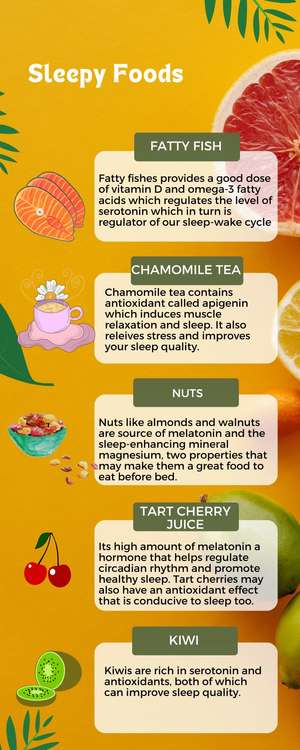 Sleepy Foods
FATTY FISH
Fatty fishes provides a good dose
of vitamin D and omega-3 fatty
acids which regulates the level of
serotonin which in turn is
regulator of our sleep-wake cycle
CHAMOMILE TEA
Chamomile tea contains
antioxidant called apigenin
which induces muscle
relaxation and sleep. It also
releives stress and improves
your sleep quality.
NUTS
Nuts like almonds and walnuts
are source of melatonin and the
sleep-enhancing mineral
magnesium, two properties that
may make them a great food to
eat before bed.
TART CHERRY
JUICE
Its high amount of melatonin a
hormone that helps regulate
circadian rhythm and promote
healthy sleep. Tart cherries may
also have an antioxidant effect
that is conducive to sleep too.
KIWI
Kiwis are rich in serotonin and
antioxidants, both of which
can improve sleep quality.